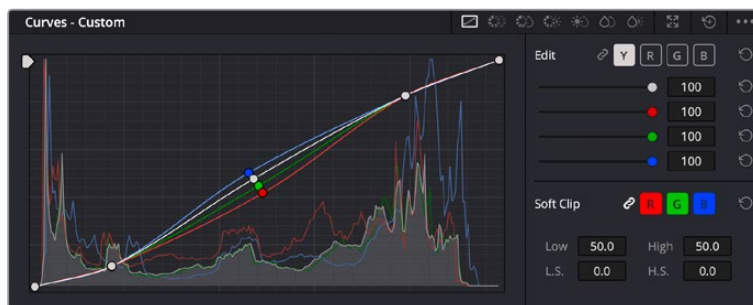 Curves - Custom
Edit
Y R G B
100
100
100
100
Soft Clip
R G B
Low 50.0 High 50.0
L.S. 0.0 H.S. 0.0